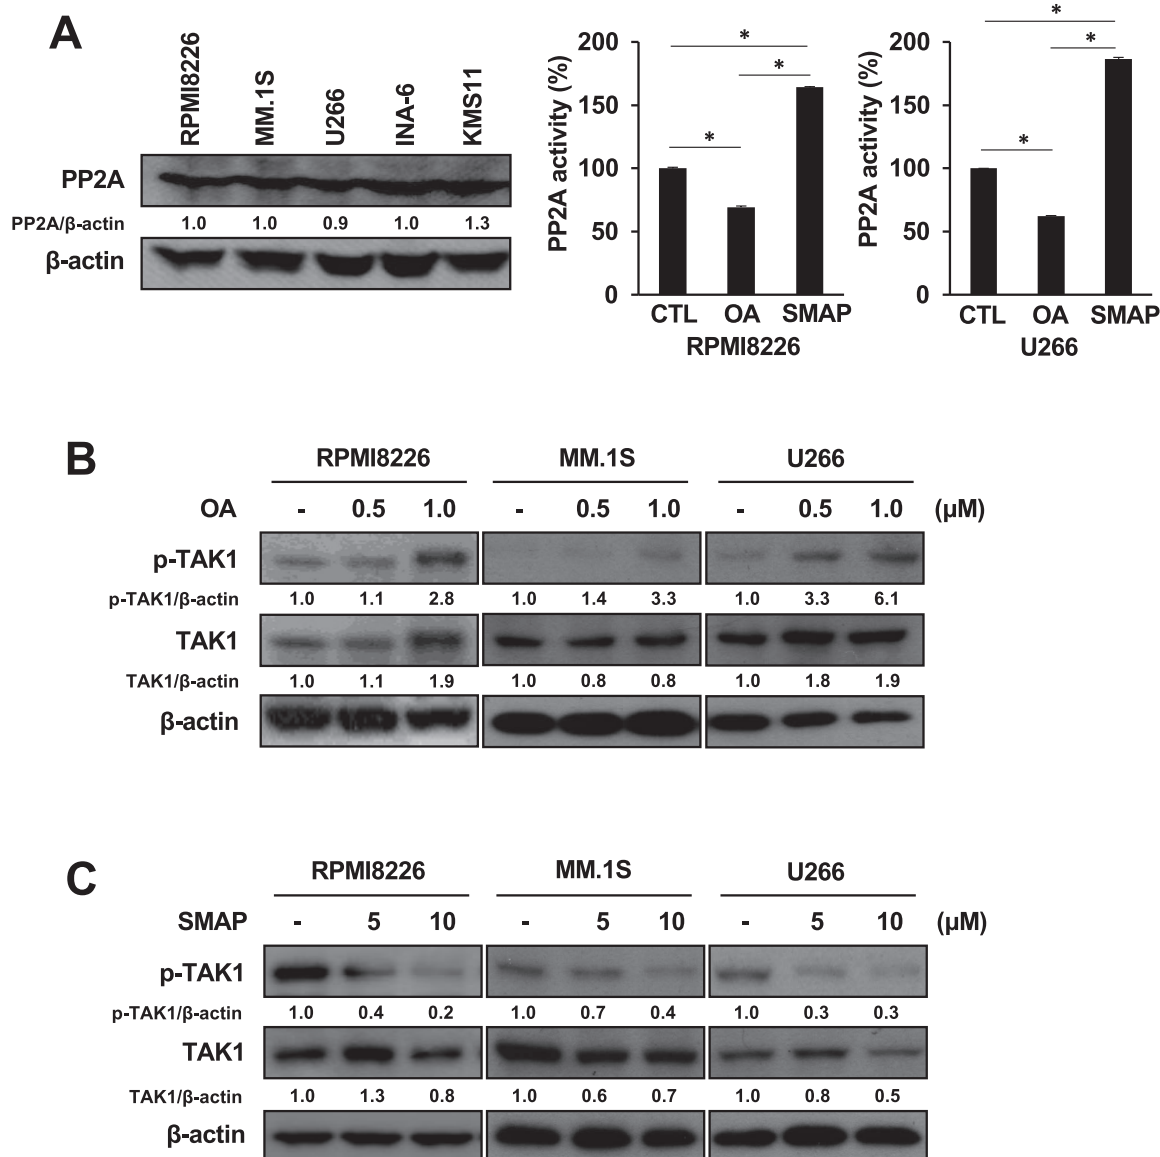 A
RPMI8226 MM.1S U266 INA-6 KMS11
PP2A
PP2A/β-actin 1.0 1.0 0.9 1.0 1.3
β-actin
PP2A activity (%)
200
150
100
50
0
* * *
CTL OA SMAP
RPMI8226
PP2A activity (%)
200
150
100
50
0
* * *
CTL OA SMAP
U266
B
RPMI8226 MM.1S U266
OA - 0.5 1.0 - 0.5 1.0 - 0.5 1.0 (μM)
p-TAK1
p-TAK1/β-actin 1.0 1.1 2.8 1.0 1.4 3.3 1.0 3.3 6.1
TAK1
TAK1/β-actin 1.0 1.1 1.9 1.0 0.8 0.8 1.0 1.8 1.9
β-actin
C
RPMI8226 MM.1S U266
SMAP - 5 10 - 5 10 - 5 10 (μM)
p-TAK1
p-TAK1/β-actin 1.0 0.4 0.2 1.0 0.7 0.4 1.0 0.3 0.3
TAK1
TAK1/β-actin 1.0 1.3 0.8 1.0 0.6 0.7 1.0 0.8 0.5
β-actin